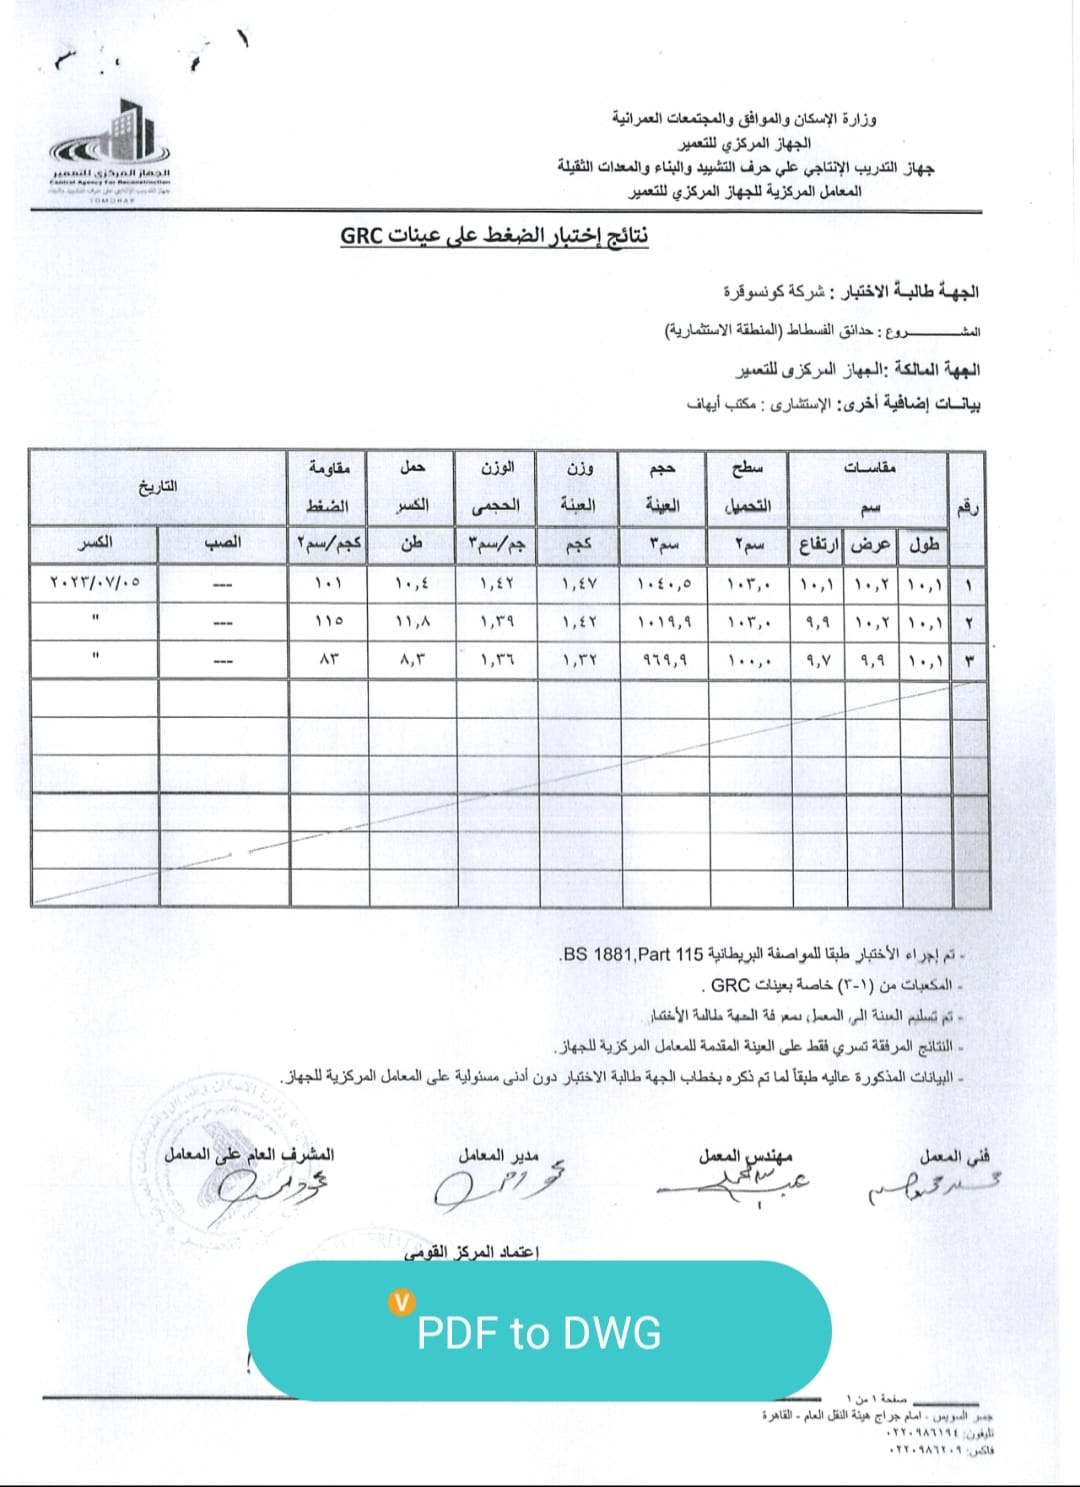 الجهاز المركزي للتعمير
Central Agency For Reconstruction
TOMOHAR
وزارة الإسكان والموافق والمجتمعات العمرانية
الجهاز المركزي للتعمير
جهاز التدريب الإنتاجي علي حرف التشييد والبناء والمعدات الثقيلة
المعامل المركزية للجهاز المركزي للتعمير
نتائج إختبار الضغط على عينات GRC
الجهة طالبة الاختبار : شركة كونسوقرة
المشـــــــــروع : حدائق الفسطاط (المنطقة الاستثمارية)
الجهة المالكة :الجهاز المركزى للتعمير
بيانات إضافية أخرى: الإستشارى : مكتب أيهاف
رقم مقاسات سم سطح التحميل حجم العينة وزن العينة الوزن الحجمى حمل الكسر مقاومة الضغط التاريخ
طول عرض ارتفاع سم٢ سم٣ كجم جم/سم٣ طن كجم/سم٢ الصب الكسر
١ ١٠,١ ١٠,٢ ١٠,١ ١٠٣,٠ ١٠٤٠,٥ ١,٤٧ ١,٤٢ ١٠,٤ ١٠١ --- ٢٠٢٣/٠٧/٠٥
٢ ١٠,١ ١٠,٢ ٩,٩ ١٠٣,٠ ١٠١٩,٩ ١,٤٢ ١,٣٩ ١١,٨ ١١٥ --- "
٣ ١٠,١ ٩,٩ ٩,٧ ١٠٠,٠ ٩٦٩,٩ ١,٣٢ ١,٣٦ ٨,٣ ٨٣ --- "
- تم إجراء الأختبار طبقا للمواصفة البريطانية BS 1881,Part 115.
- المكعبات من (١-٣) خاصة بعينات GRC .
- تم تسليم العينة الى المعمل بمعرفة الجهة طالبة الأختبار.
- النتائج المرفقة تسري فقط على العينة المقدمة للمعامل المركزية للجهاز.
- البيانات المذكورة عاليه طبقاً لما تم ذكره بخطاب الجهة طالبة الاختبار دون أدنى مسئولية على المعامل المركزية للجهاز.
فني المعمل مهندس المعمل مدير المعامل المشرف العام على المعامل
إعتماد المركز القومى
V
PDF to DWG
صفحة ١ من ١
جسر السويس - امام جراج هيئة النقل العام - القاهرة
تليفون: ٠٢٢٠٩٨٦١٩٤
فاكس: ٠٢٢٠٩٨٦٢٠٩